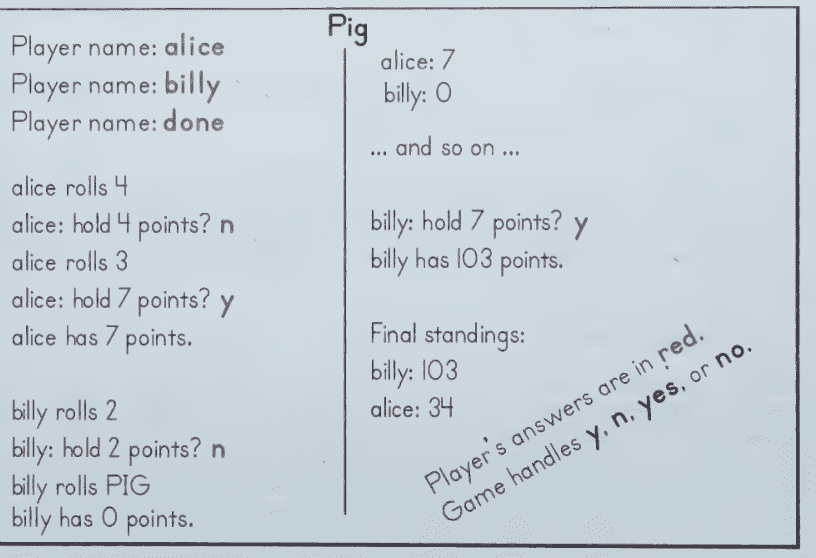 Pig
Player name: alice
Player name: billy
Player name: done
alice rolls 4
alice: hold 4 points? n
alice rolls 3
alice: hold 7 points? y
alice has 7 points.
billy rolls 2
billy: hold 2 points? n
billy rolls PIG
billy has 0 points.
alice: 7
billy: 0
... and so on ...
billy: hold 7 points? y
billy has 103 points.
Final standings:
billy: 103
alice: 34
Player's answers are in red.
Game handles y, n, yes, or no.